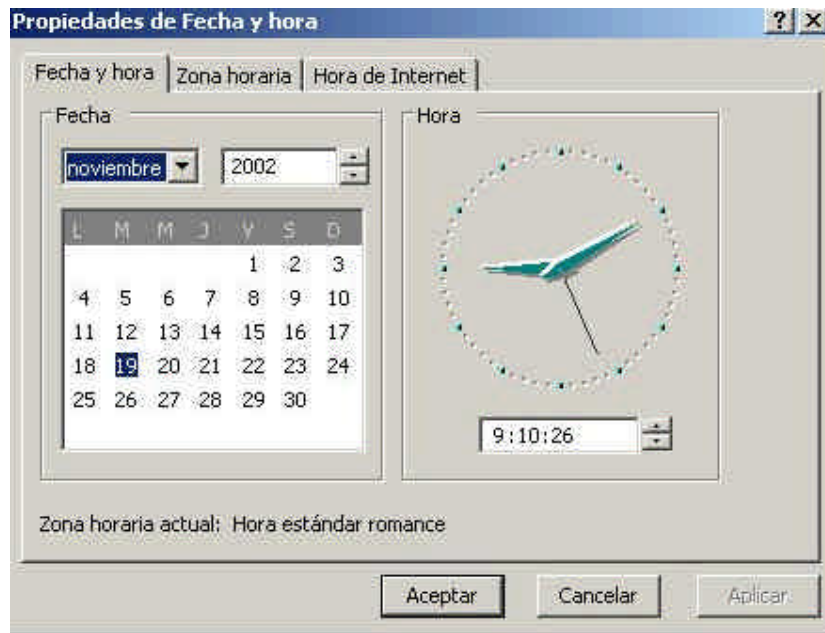 Propiedades de Fecha y hora
Fecha y hora Zona horaria Hora de Internet
Fecha
noviembre 2002
L M M J V S D
1 2 3
4 5 6 7 8 9 10
11 12 13 14 15 16 17
18 19 20 21 22 23 24
25 26 27 28 29 30
Hora
9:10:26
Zona horaria actual: Hora estándar romance
Aceptar Cancelar Aplicar